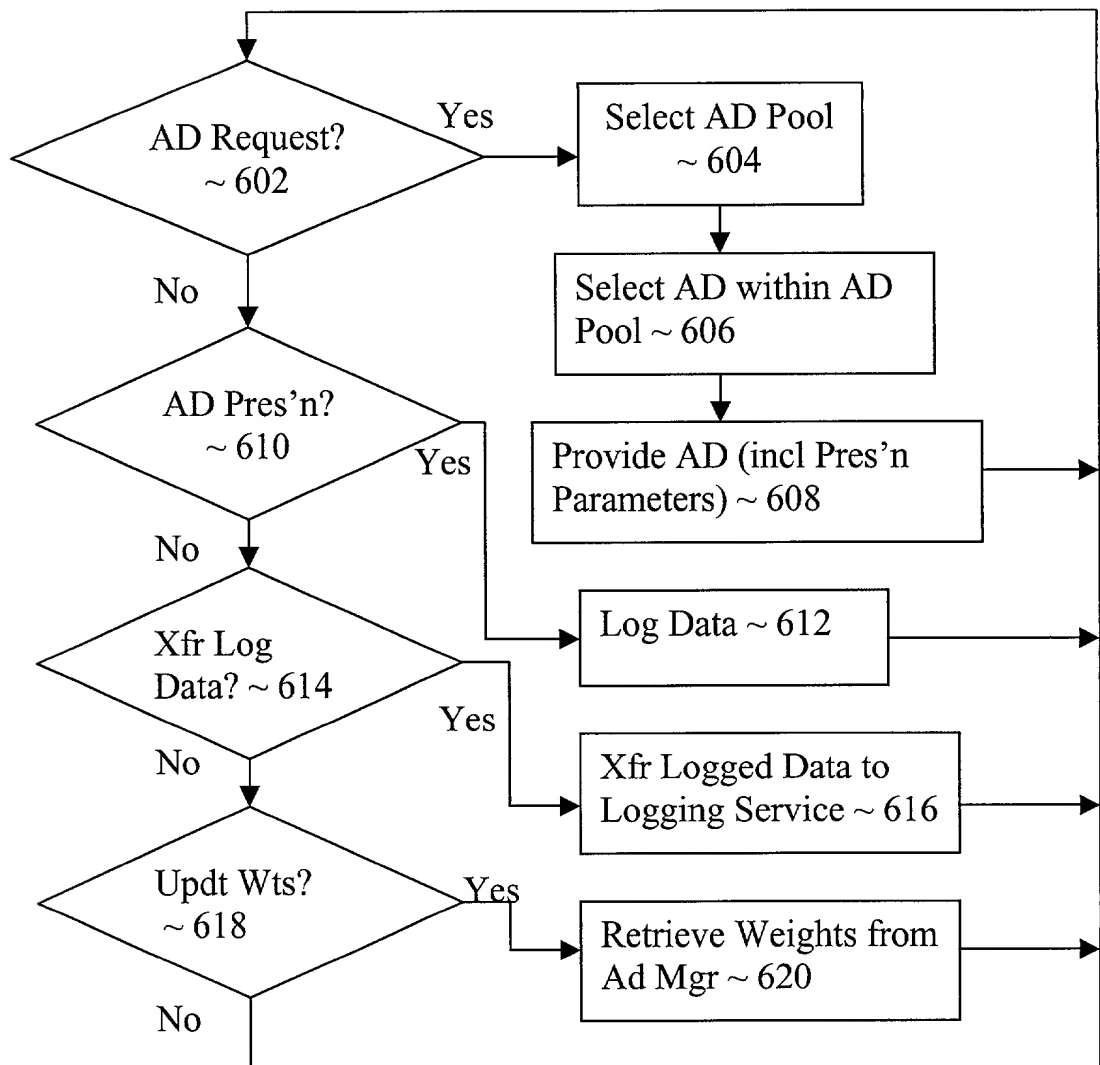 AD Request?
~ 602
Yes
Select AD Pool
~ 604
No
Select AD within AD
Pool ~ 606
AD Pres'n?
~ 610
Yes
Provide AD (incl Pres'n
Parameters) ~ 608
No
Log Data ~ 612
Xfr Log
Data? ~ 614
Yes
Xfr Logged Data to
Logging Service ~ 616
No
Updt Wts?
~ 618
Yes
Retrieve Weights from
Ad Mgr ~ 620
No